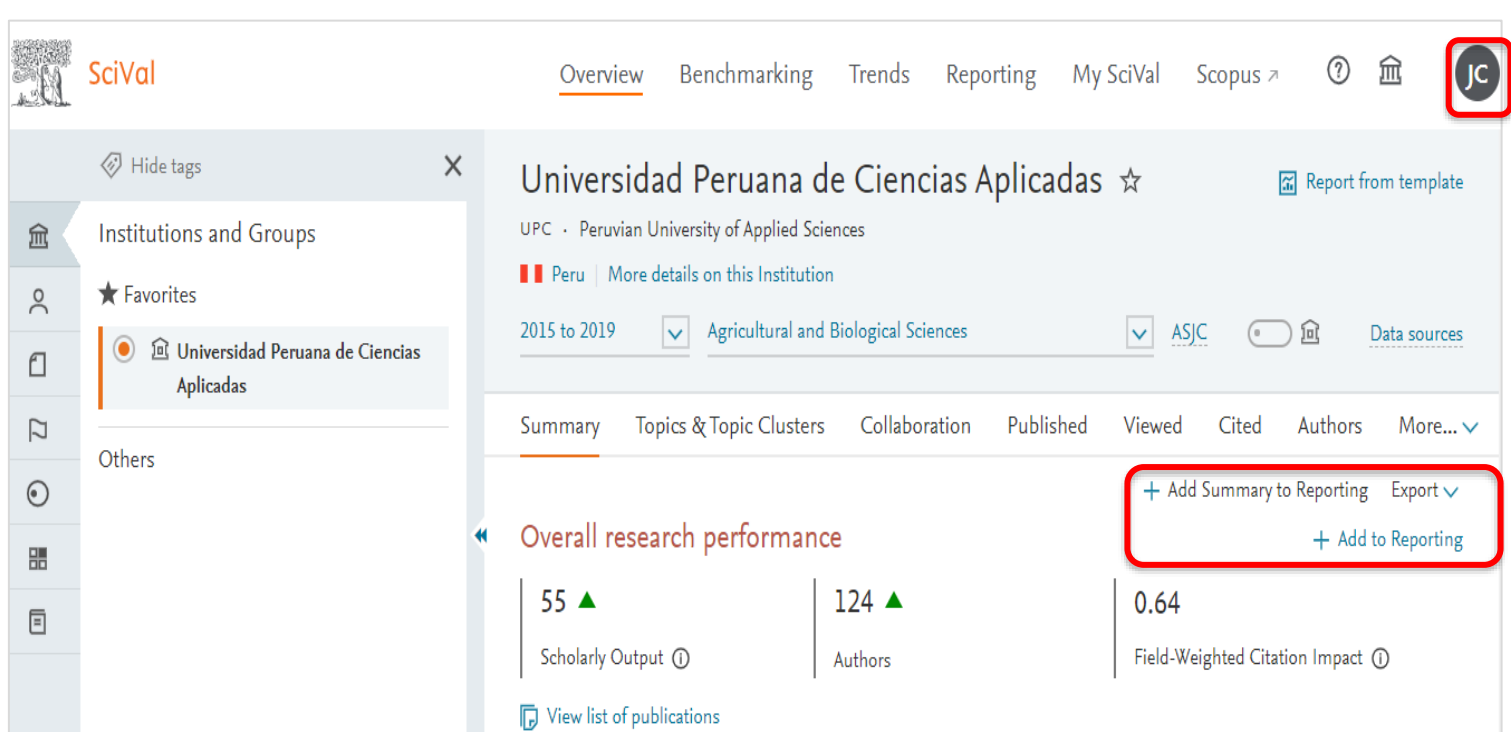 SciVal
Overview Benchmarking Trends Reporting My SciVal Scopus JC
Hide tags
Institutions and Groups
Favorites
Universidad Peruana de Ciencias
Aplicadas
Others
Universidad Peruana de Ciencias Aplicadas
Report from template
UPC · Peruvian University of Applied Sciences
Peru More details on this Institution
2015 to 2019 Agricultural and Biological Sciences ASJC Data sources
Summary Topics & Topic Clusters Collaboration Published Viewed Cited Authors More...
+ Add Summary to Reporting Export
Overall research performance
+ Add to Reporting
55 124 0.64
Scholarly Output Authors Field-Weighted Citation Impact
View list of publications